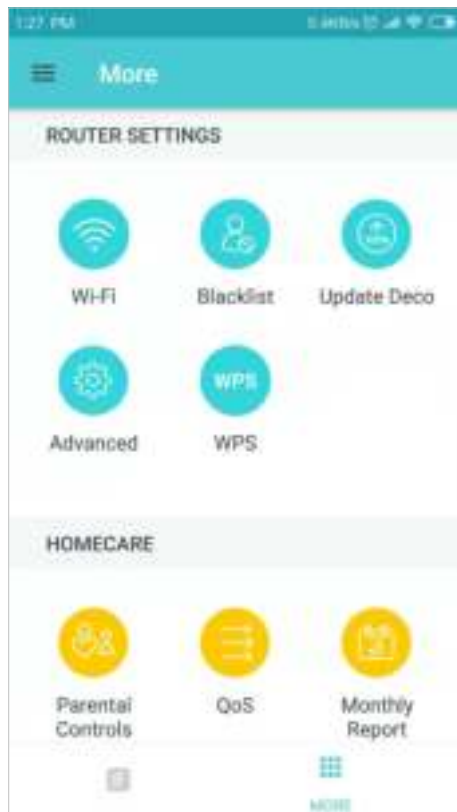 1:27 PM
More
ROUTER SETTINGS
Wi-Fi Blacklist Update Deco
WPS
Advanced WPS
HOMECARE
Parental Controls QoS Monthly Report
MORE